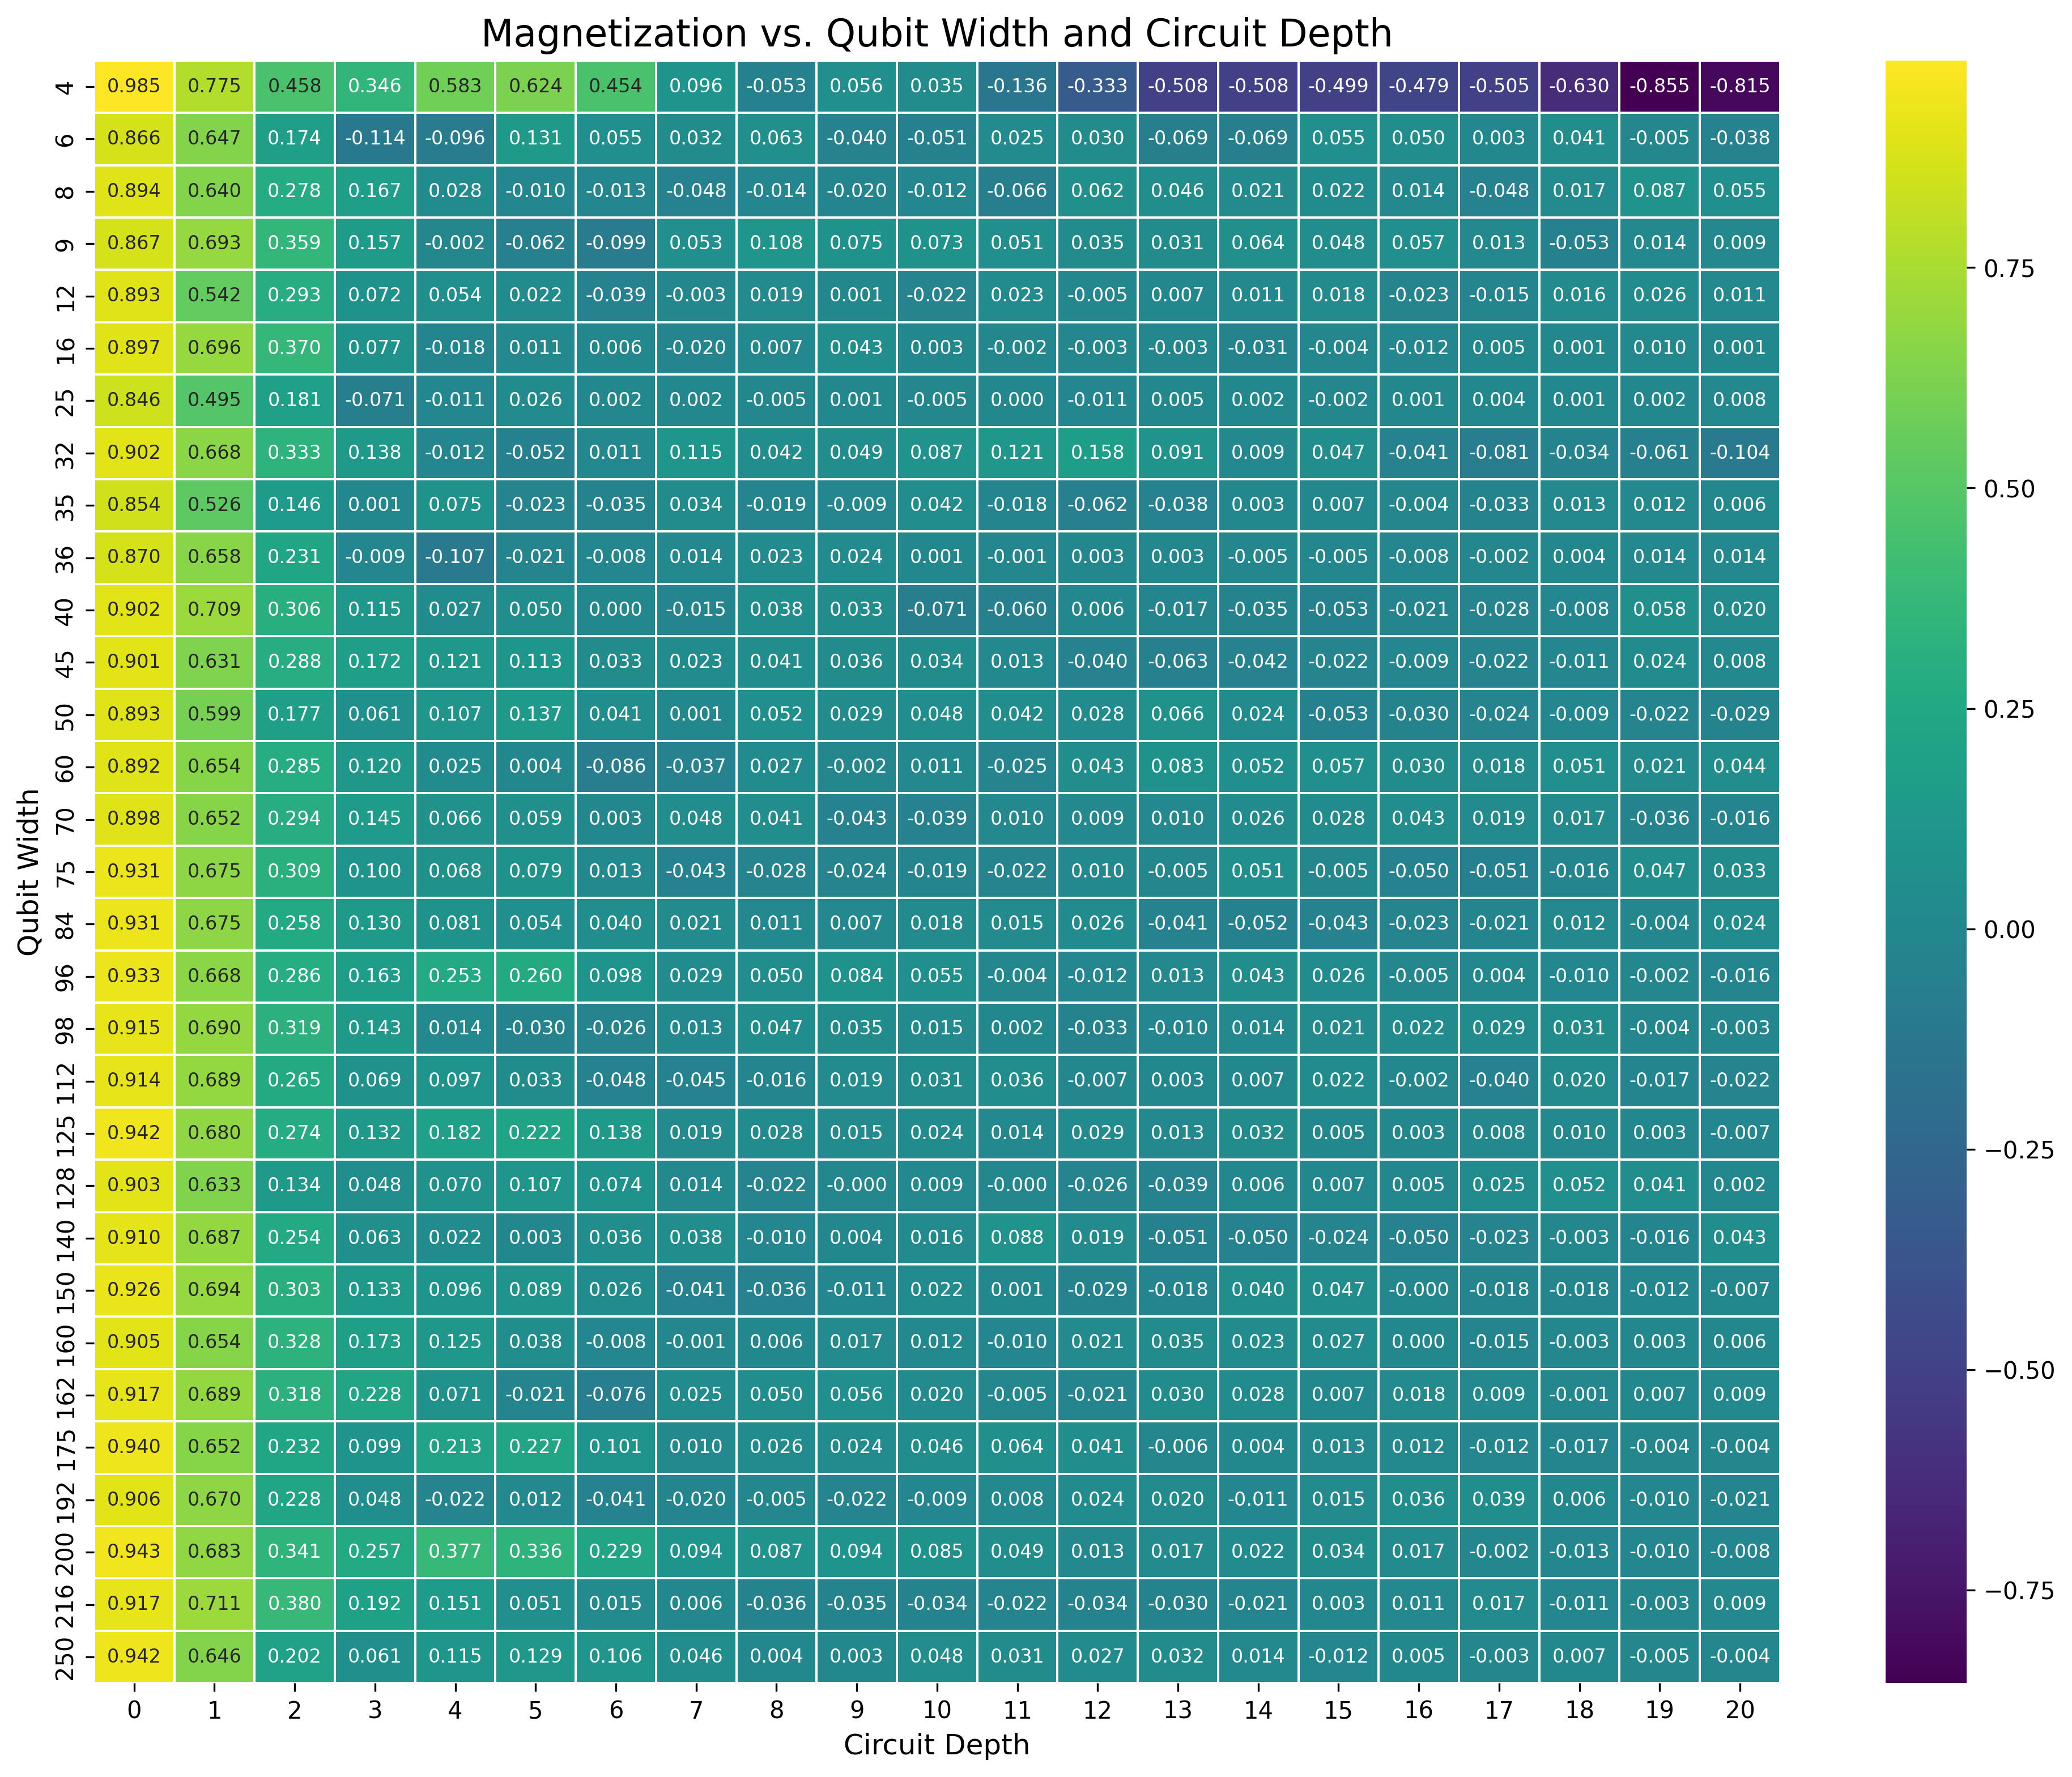 Magnetization vs. Qubit Width and Circuit Depth
4 0.985 0.775 0.458 0.346 0.583 0.624 0.454 0.096 -0.053 0.056 0.035 -0.136 -0.333 -0.508 -0.508 -0.499 -0.479 -0.505 -0.630 -0.855 -0.815
6 0.866 0.647 0.174 -0.114 -0.096 0.131 0.055 0.032 0.063 -0.040 -0.051 0.025 0.030 -0.069 -0.069 0.055 0.050 0.003 0.041 -0.005 -0.038
8 0.894 0.640 0.278 0.167 0.028 -0.010 -0.013 -0.048 -0.014 -0.020 -0.012 -0.066 0.062 0.046 0.021 0.022 0.014 -0.048 0.017 0.087 0.055
9 0.867 0.693 0.359 0.157 -0.002 -0.062 -0.099 0.053 0.108 0.075 0.073 0.051 0.035 0.031 0.064 0.048 0.057 0.013 -0.053 0.014 0.009
12 0.893 0.542 0.293 0.072 0.054 0.022 -0.039 -0.003 0.019 0.001 -0.022 0.023 -0.005 0.007 0.011 0.018 -0.023 -0.015 0.016 0.026 0.011
16 0.897 0.696 0.370 0.077 -0.018 0.011 0.006 -0.020 0.007 0.043 0.003 -0.002 -0.003 -0.003 -0.031 -0.004 -0.012 0.005 0.001 0.010 0.001
25 0.846 0.495 0.181 -0.071 -0.011 0.026 0.002 0.002 -0.005 0.001 -0.005 0.000 -0.011 0.005 0.002 -0.002 0.001 0.004 0.001 0.002 0.008
32 0.902 0.668 0.333 0.138 -0.012 -0.052 0.011 0.115 0.042 0.049 0.087 0.121 0.158 0.091 0.009 0.047 -0.041 -0.081 -0.034 -0.061 -0.104
35 0.854 0.526 0.146 0.001 0.075 -0.023 -0.035 0.034 -0.019 -0.009 0.042 -0.018 -0.062 -0.038 0.003 0.007 -0.004 -0.033 0.013 0.012 0.006
36 0.870 0.658 0.231 -0.009 -0.107 -0.021 -0.008 0.014 0.023 0.024 0.001 -0.001 0.003 0.003 -0.005 -0.005 -0.008 -0.002 0.004 0.014 0.014
40 0.902 0.709 0.306 0.115 0.027 0.050 0.000 -0.015 0.038 0.033 -0.071 -0.060 0.006 -0.017 -0.035 -0.053 -0.021 -0.028 -0.008 0.058 0.020
45 0.901 0.631 0.288 0.172 0.121 0.113 0.033 0.023 0.041 0.036 0.034 0.013 -0.040 -0.063 -0.042 -0.022 -0.009 -0.022 -0.011 0.024 0.008
50 0.893 0.599 0.177 0.061 0.107 0.137 0.041 0.001 0.052 0.029 0.048 0.042 0.028 0.066 0.024 -0.053 -0.030 -0.024 -0.009 -0.022 -0.029
60 0.892 0.654 0.285 0.120 0.025 0.004 -0.086 -0.037 0.027 -0.002 0.011 -0.025 0.043 0.083 0.052 0.057 0.030 0.018 0.051 0.021 0.044
70 0.898 0.652 0.294 0.145 0.066 0.059 0.003 0.048 0.041 -0.043 -0.039 0.010 0.009 0.010 0.026 0.028 0.043 0.019 0.017 -0.036 -0.016
75 0.931 0.675 0.309 0.100 0.068 0.079 0.013 -0.043 -0.028 -0.024 -0.019 -0.022 0.010 -0.005 0.051 -0.005 -0.050 -0.051 -0.016 0.047 0.033
84 0.931 0.675 0.258 0.130 0.081 0.054 0.040 0.021 0.011 0.007 0.018 0.015 0.026 -0.041 -0.052 -0.043 -0.023 -0.021 0.012 -0.004 0.024
96 0.933 0.668 0.286 0.163 0.253 0.260 0.098 0.029 0.050 0.084 0.055 -0.004 -0.012 0.013 0.043 0.026 -0.005 0.004 -0.010 -0.002 -0.016
98 0.915 0.690 0.319 0.143 0.014 -0.030 -0.026 0.013 0.047 0.035 0.015 0.002 -0.033 -0.010 0.014 0.021 0.022 0.029 0.031 -0.004 -0.003
112 0.914 0.689 0.265 0.069 0.097 0.033 -0.048 -0.045 -0.016 0.019 0.031 0.036 -0.007 0.003 0.007 0.022 -0.002 -0.040 0.020 -0.017 -0.022
125 0.942 0.680 0.274 0.132 0.182 0.222 0.138 0.019 0.028 0.015 0.024 0.014 0.029 0.013 0.032 0.005 0.003 0.008 0.010 0.003 -0.007
128 0.903 0.633 0.134 0.048 0.070 0.107 0.074 0.014 -0.022 -0.000 0.009 -0.000 -0.026 -0.039 0.006 0.007 0.005 0.025 0.052 0.041 0.002
140 0.910 0.687 0.254 0.063 0.022 0.003 0.036 0.038 -0.010 0.004 0.016 0.088 0.019 -0.051 -0.050 -0.024 -0.050 -0.023 -0.003 -0.016 0.043
150 0.926 0.694 0.303 0.133 0.096 0.089 0.026 -0.041 -0.036 -0.011 0.022 0.001 -0.029 -0.018 0.040 0.047 -0.000 -0.018 -0.018 -0.012 -0.007
160 0.905 0.654 0.328 0.173 0.125 0.038 -0.008 -0.001 0.006 0.017 0.012 -0.010 0.021 0.035 0.023 0.027 0.000 -0.015 -0.003 0.003 0.006
162 0.917 0.689 0.318 0.228 0.071 -0.021 -0.076 0.025 0.050 0.056 0.020 -0.005 -0.021 0.030 0.028 0.007 0.018 0.009 -0.001 0.007 0.009
175 0.940 0.652 0.232 0.099 0.213 0.227 0.101 0.010 0.026 0.024 0.046 0.064 0.041 -0.006 0.004 0.013 0.012 -0.012 -0.017 -0.004 -0.004
192 0.906 0.670 0.228 0.048 -0.022 0.012 -0.041 -0.020 -0.005 -0.022 -0.009 0.008 0.024 0.020 -0.011 0.015 0.036 0.039 0.006 -0.010 -0.021
200 0.943 0.683 0.341 0.257 0.377 0.336 0.229 0.094 0.087 0.094 0.085 0.049 0.013 0.017 0.022 0.034 0.017 -0.002 -0.013 -0.010 -0.008
216 0.917 0.711 0.380 0.192 0.151 0.051 0.015 0.006 -0.036 -0.035 -0.034 -0.022 -0.034 -0.030 -0.021 0.003 0.011 0.017 -0.011 -0.003 0.009
250 0.942 0.646 0.202 0.061 0.115 0.129 0.106 0.046 0.004 0.003 0.048 0.031 0.027 0.032 0.014 -0.012 0.005 -0.003 0.007 -0.005 -0.004
0 1 2 3 4 5 6 7 8 9 10 11 12 13 14 15 16 17 18 19 20
Circuit Depth
Qubit Width
0.75
0.50
0.25
0.00
−0.25
−0.50
−0.75